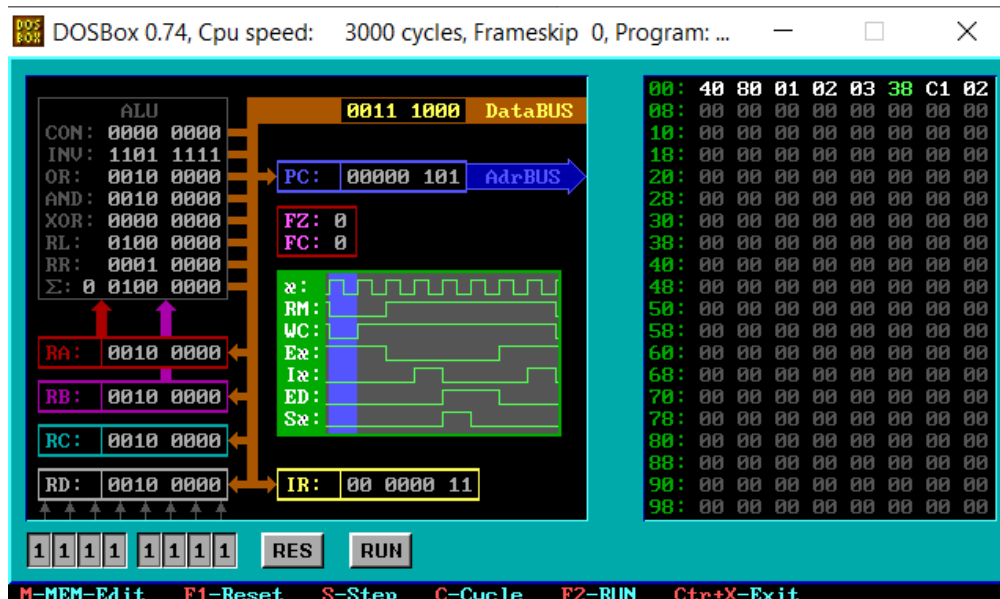 DOS BOX DOSBox 0.74, Cpu speed: 3000 cycles, Frameskip 0, Program: ...
ALU
CON: 0000 0000
INV: 1101 1111
OR: 0010 0000
AND: 0010 0000
XOR: 0000 0000
RL: 0100 0000
RR: 0001 0000
Σ: 0 0100 0000
RA: 0010 0000
RB: 0010 0000
RC: 0010 0000
RD: 0010 0000
0011 1000 DataBUS
PC: 00000 101 AdrBUS
FZ: 0
FC: 0
æ:
RM:
WC:
Eæ:
Iæ:
ED:
Sæ:
IR: 00 0000 11
00: 40 80 01 02 03 38 C1 02
08: 00 00 00 00 00 00 00 00
10: 00 00 00 00 00 00 00 00
18: 00 00 00 00 00 00 00 00
20: 00 00 00 00 00 00 00 00
28: 00 00 00 00 00 00 00 00
30: 00 00 00 00 00 00 00 00
38: 00 00 00 00 00 00 00 00
40: 00 00 00 00 00 00 00 00
48: 00 00 00 00 00 00 00 00
50: 00 00 00 00 00 00 00 00
58: 00 00 00 00 00 00 00 00
60: 00 00 00 00 00 00 00 00
68: 00 00 00 00 00 00 00 00
70: 00 00 00 00 00 00 00 00
78: 00 00 00 00 00 00 00 00
80: 00 00 00 00 00 00 00 00
88: 00 00 00 00 00 00 00 00
90: 00 00 00 00 00 00 00 00
98: 00 00 00 00 00 00 00 00
1 1 1 1 1 1 1 1 RES RUN
M-MEM-Edit F1-Reset S-Step C-Cycle F2-RUN Ctr+X-Exit